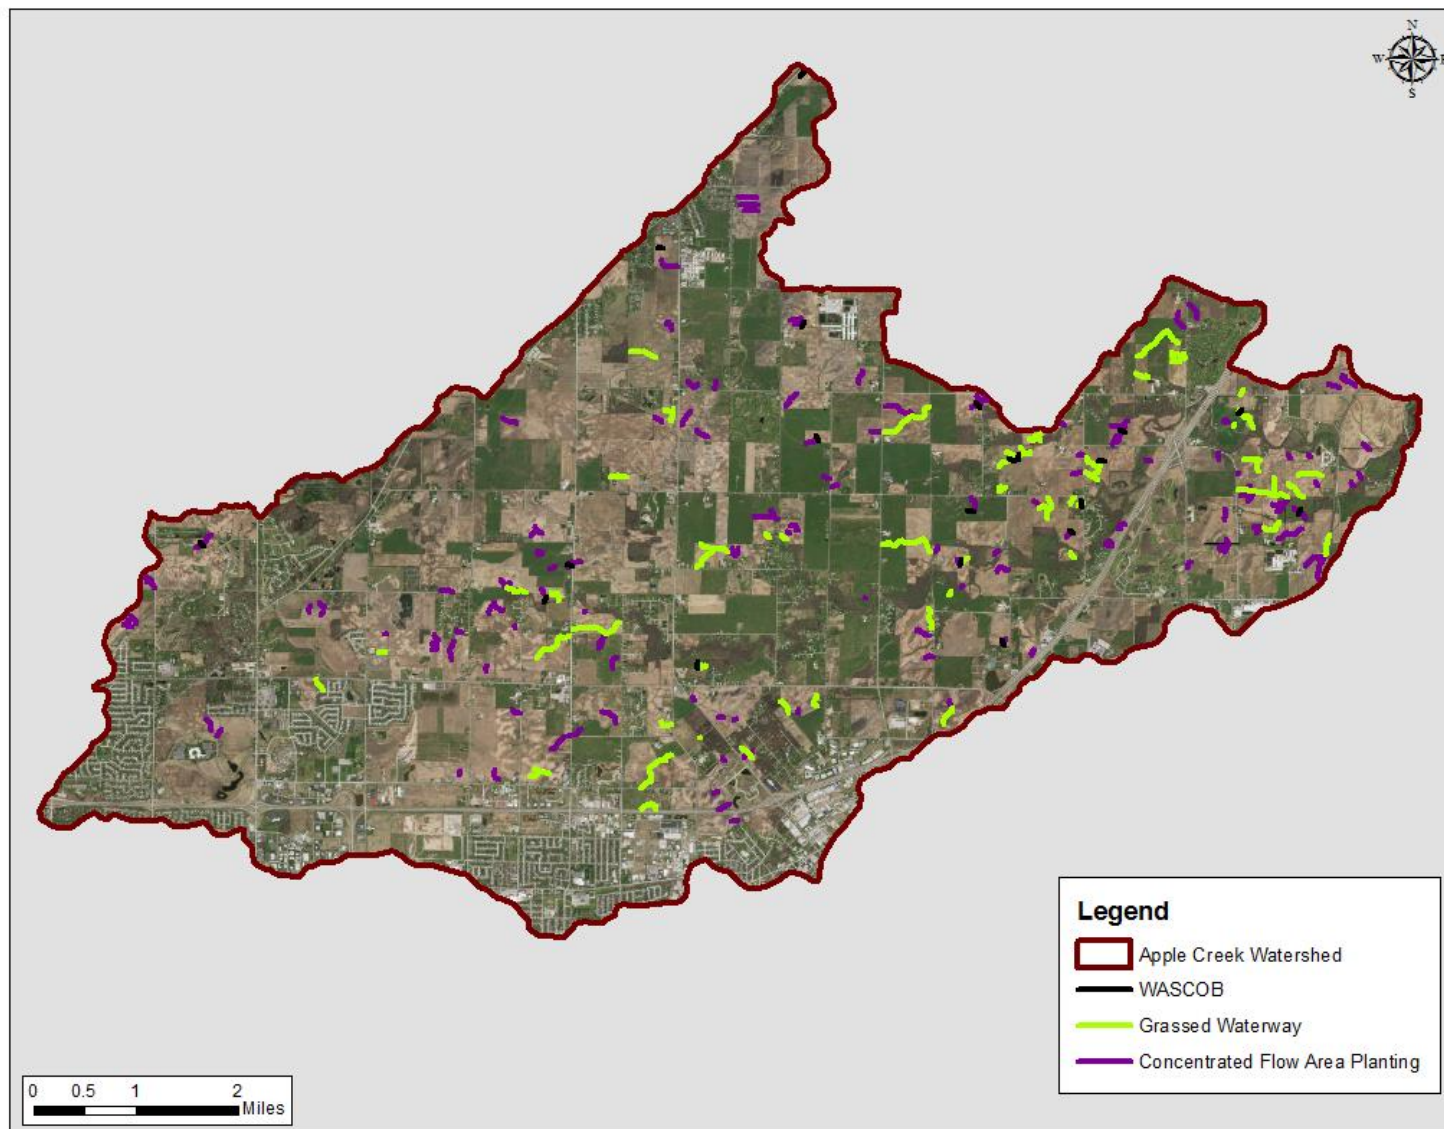 N
W E
S
Legend
Apple Creek Watershed
WASCOB
Grassed Waterway
Concentrated Flow Area Planting
0 0.5 1 2
Miles